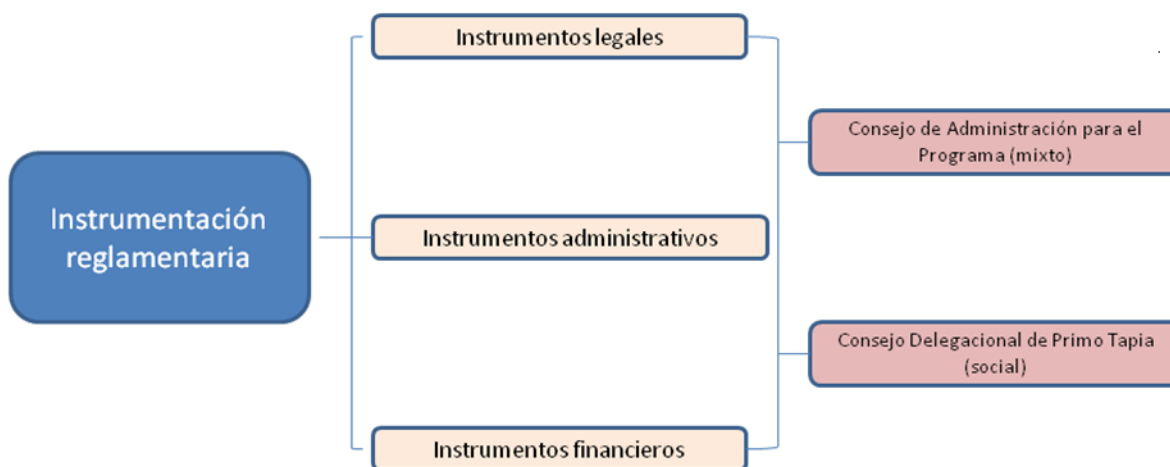 Instrumentación
reglamentaria
Instrumentos legales
Instrumentos administrativos
Instrumentos financieros
Consejo de Administración para el
Programa (mixto)
Consejo Delegacional de Primo Tapia
(social)